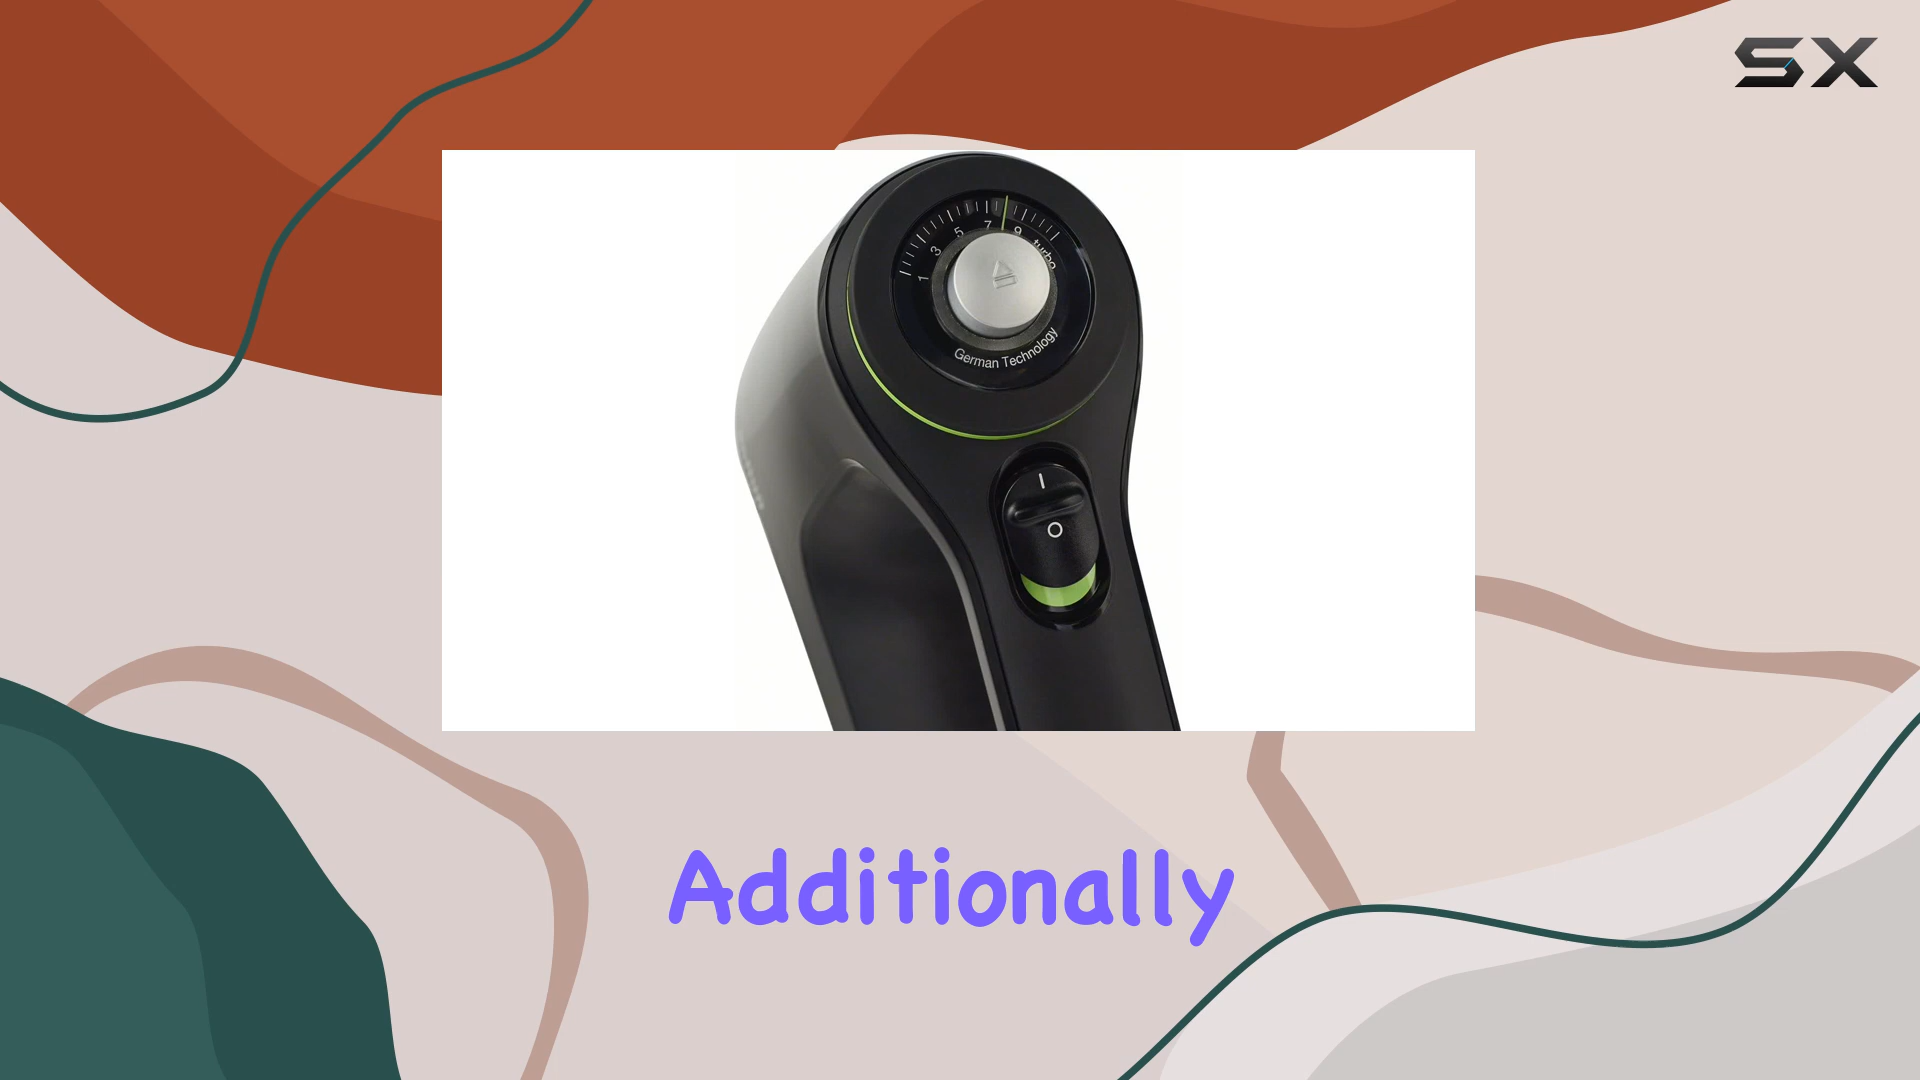 SX
1 3 5 7 9 turbo
German Technology
I
O
Additionally